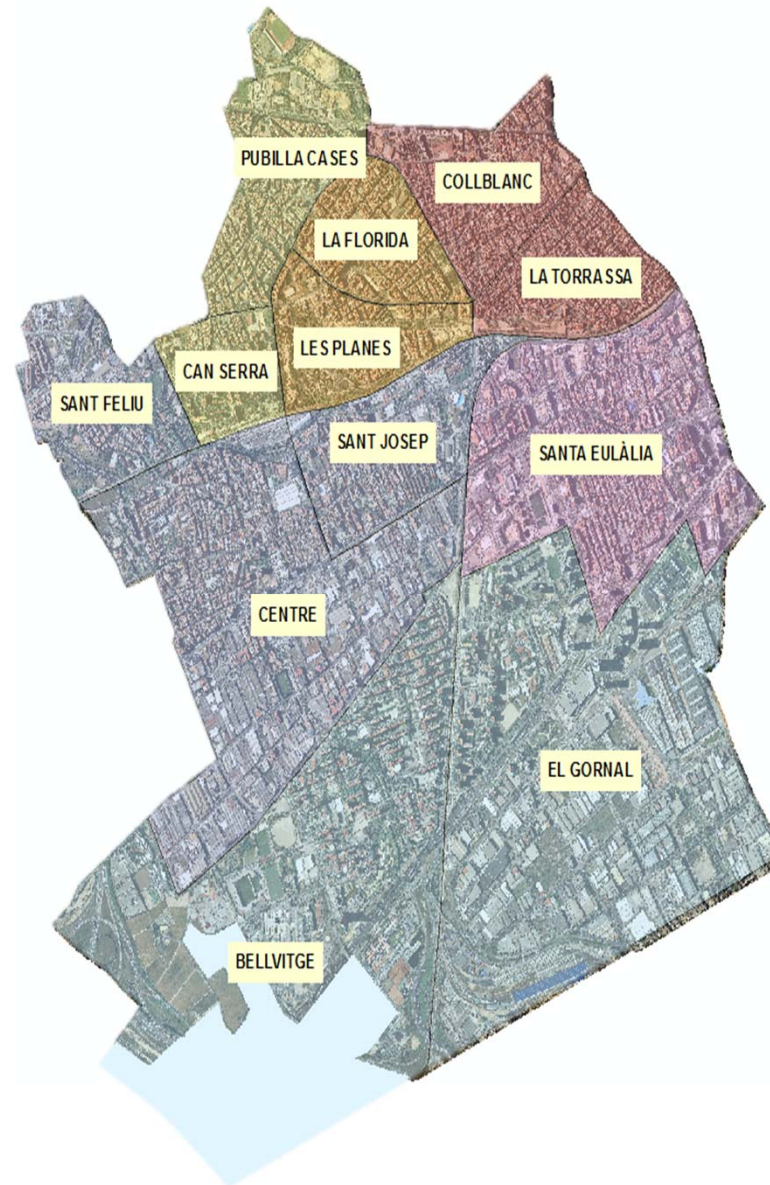 PUBILLA CASES
COLLBLANC
LA FLORIDA
LA TORRASSA
LES PLANES
CAN SERRA
SANT FELIU
SANT JOSEP
SANTA EULÀLIA
CENTRE
EL GORNAL
BELLVITGE